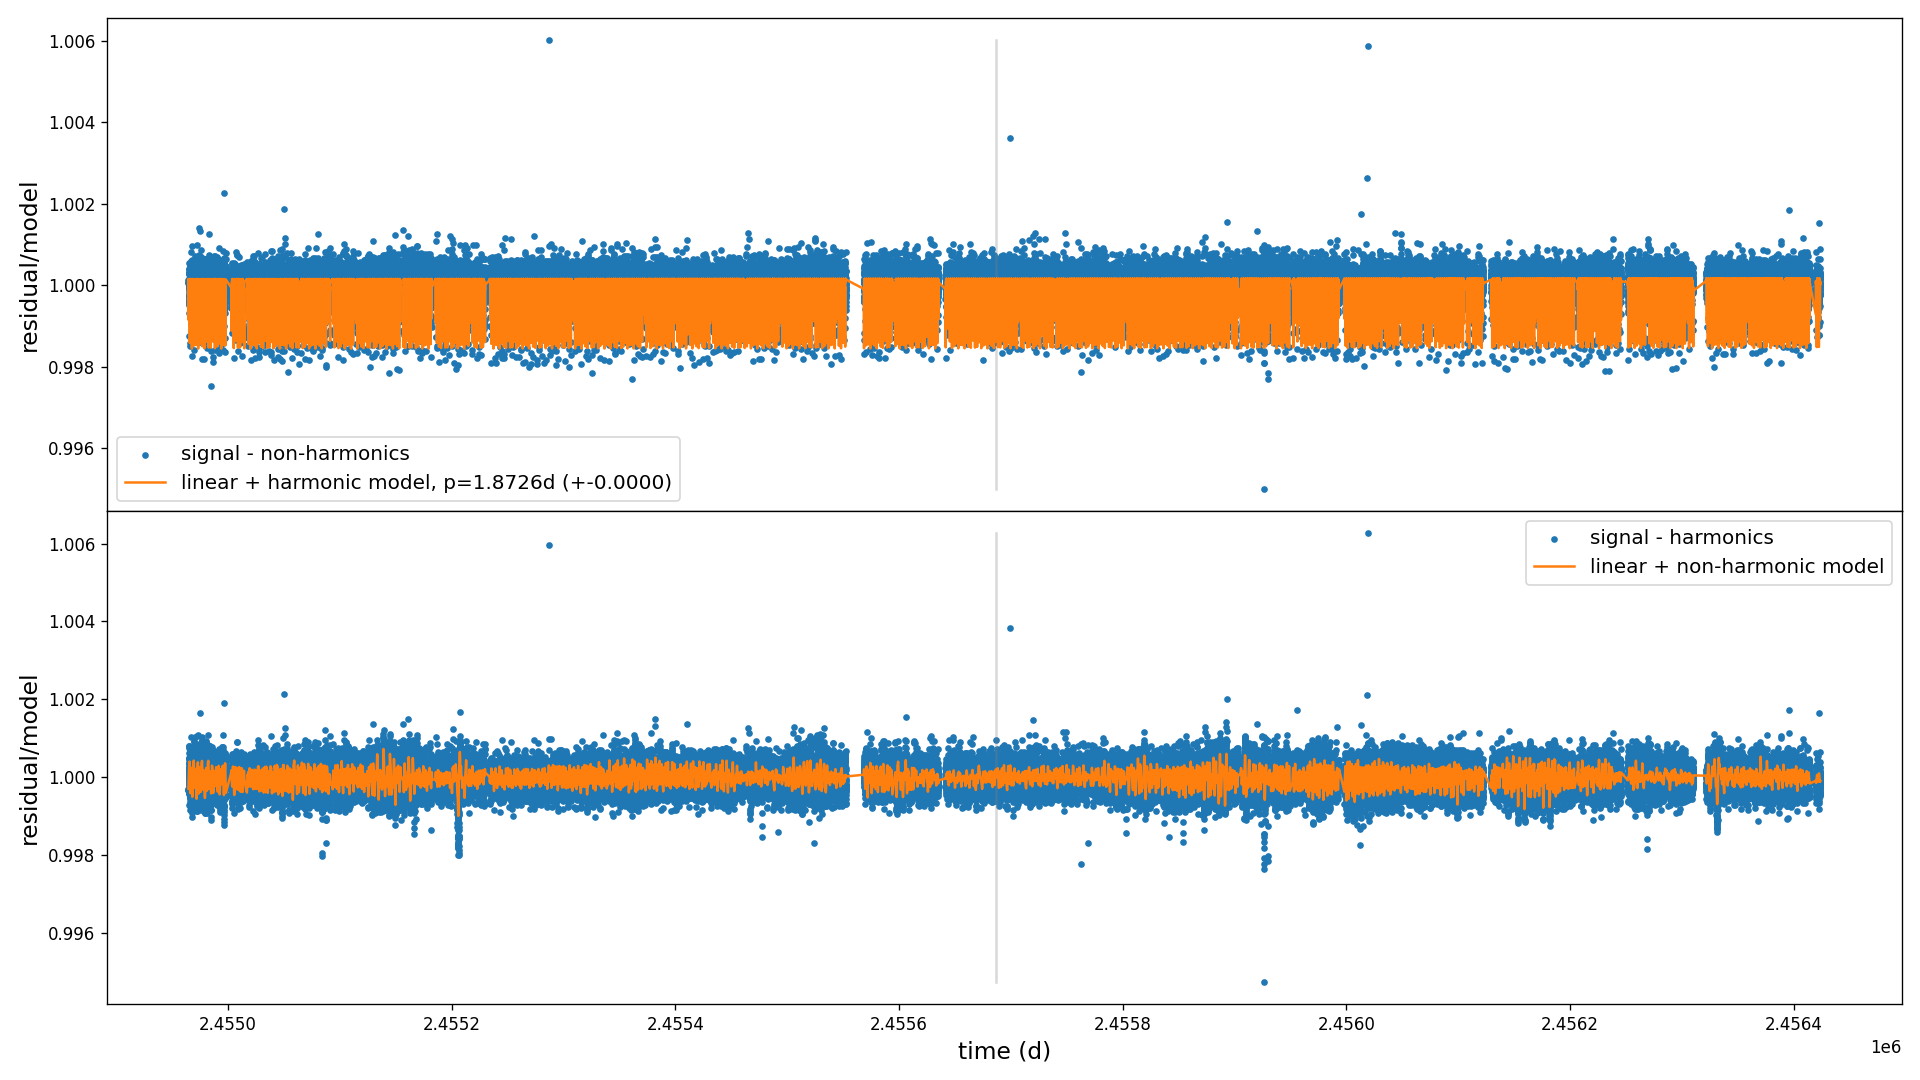 1.006
1.004
1.002
1.000
0.998
0.996
residual/model
signal - non-harmonics
linear + harmonic model, p=1.8726d (+-0.0000)
1.006
1.004
1.002
1.000
0.998
0.996
residual/model
signal - harmonics
linear + non-harmonic model
2.4550 2.4552 2.4554 2.4556 2.4558 2.4560 2.4562 2.4564
1e6
time (d)